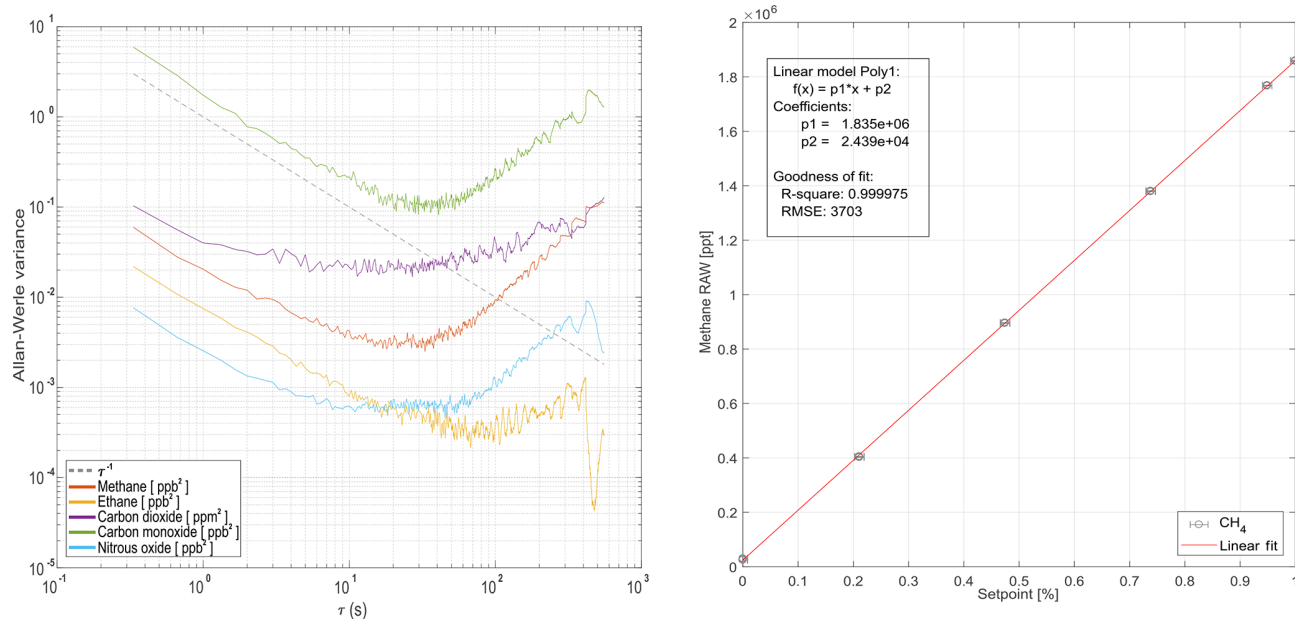 10^1
10^0
10^-1
10^-2
10^-3
10^-4
10^-5
Allan-Werle variance
τ^-1
Methane [ ppb²]
Ethane [ ppb²]
Carbon dioxide [ ppm²]
Carbon monoxide [ ppb²]
Nitrous oxide [ ppb²]
10^-1 10^0 10^1 10^2 10^3
τ (s)
×10^6
2
1.8
1.6
1.4
1.2
1
0.8
0.6
0.4
0.2
0
Methane RAW [ppt]
Linear model Poly1:
f(x) = p1*x + p2
Coefficients:
p1 = 1.835e+06
p2 = 2.439e+04
Goodness of fit:
R-square: 0.999975
RMSE: 3703
CH₄
Linear fit
0 0.1 0.2 0.3 0.4 0.5 0.6 0.7 0.8 0.9 1
Setpoint [%]